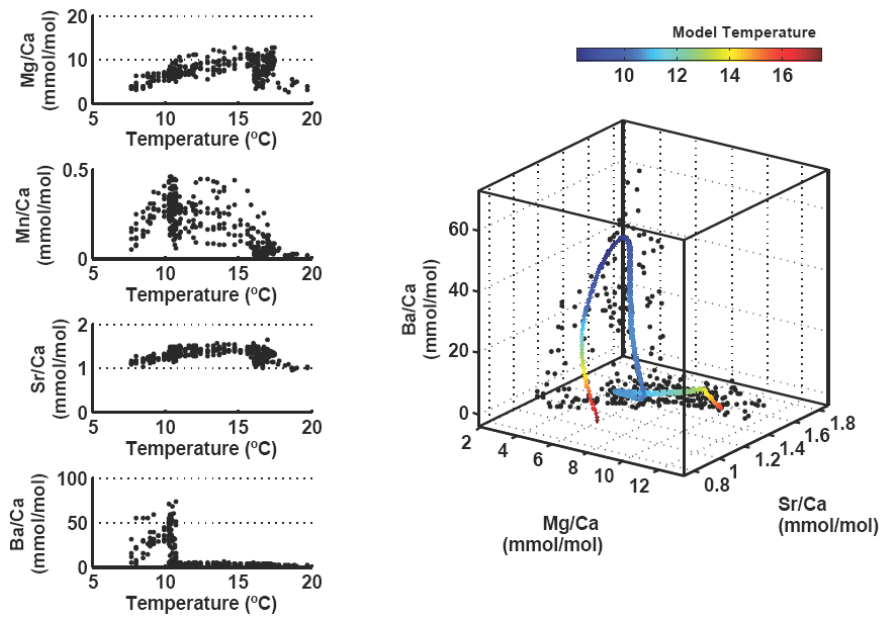 Mg/Ca
(mmol/mol)
20
10
0
5 10 15 20
Temperature (ºC)
Mn/Ca
(mmol/mol)
0.5
0
5 10 15 20
Temperature (ºC)
Sr/Ca
(mmol/mol)
2
1
0
5 10 15 20
Temperature (ºC)
Ba/Ca
(mmol/mol)
100
50
0
5 10 15 20
Temperature (ºC)
Model Temperature
10 12 14 16
Ba/Ca
(mmol/mol)
60
40
20
0
2 4 6 8 10 12
Mg/Ca
(mmol/mol)
0.8 1 1.2 1.4 1.6 1.8
Sr/Ca
(mmol/mol)